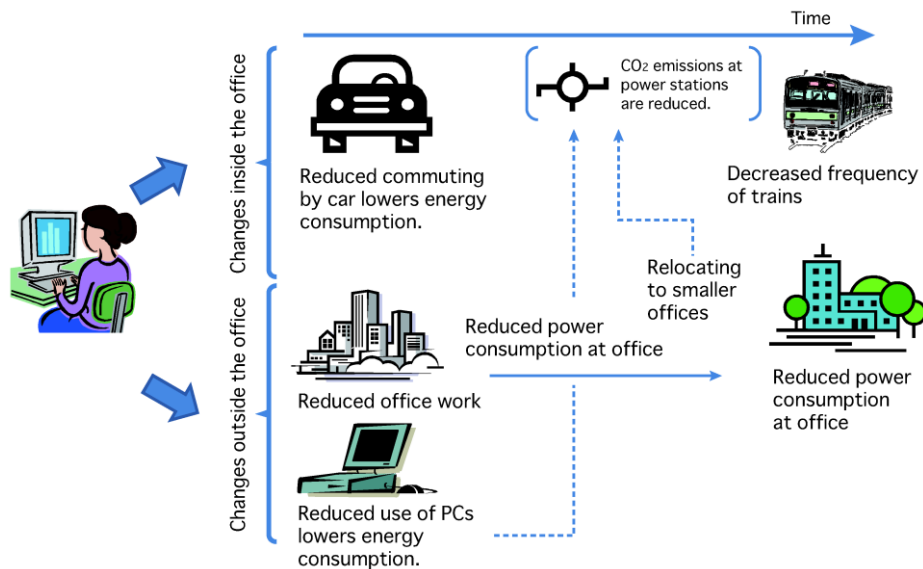 Time
Changes inside the office
CO2 emissions at
power stations
are reduced.
Reduced commuting
by car lowers energy
consumption.
Decreased frequency
of trains
Relocating
to smaller
offices
Changes outside the office
Reduced power
consumption at office
Reduced office work
Reduced power
consumption
at office
Reduced use of PCs
lowers energy
consumption.